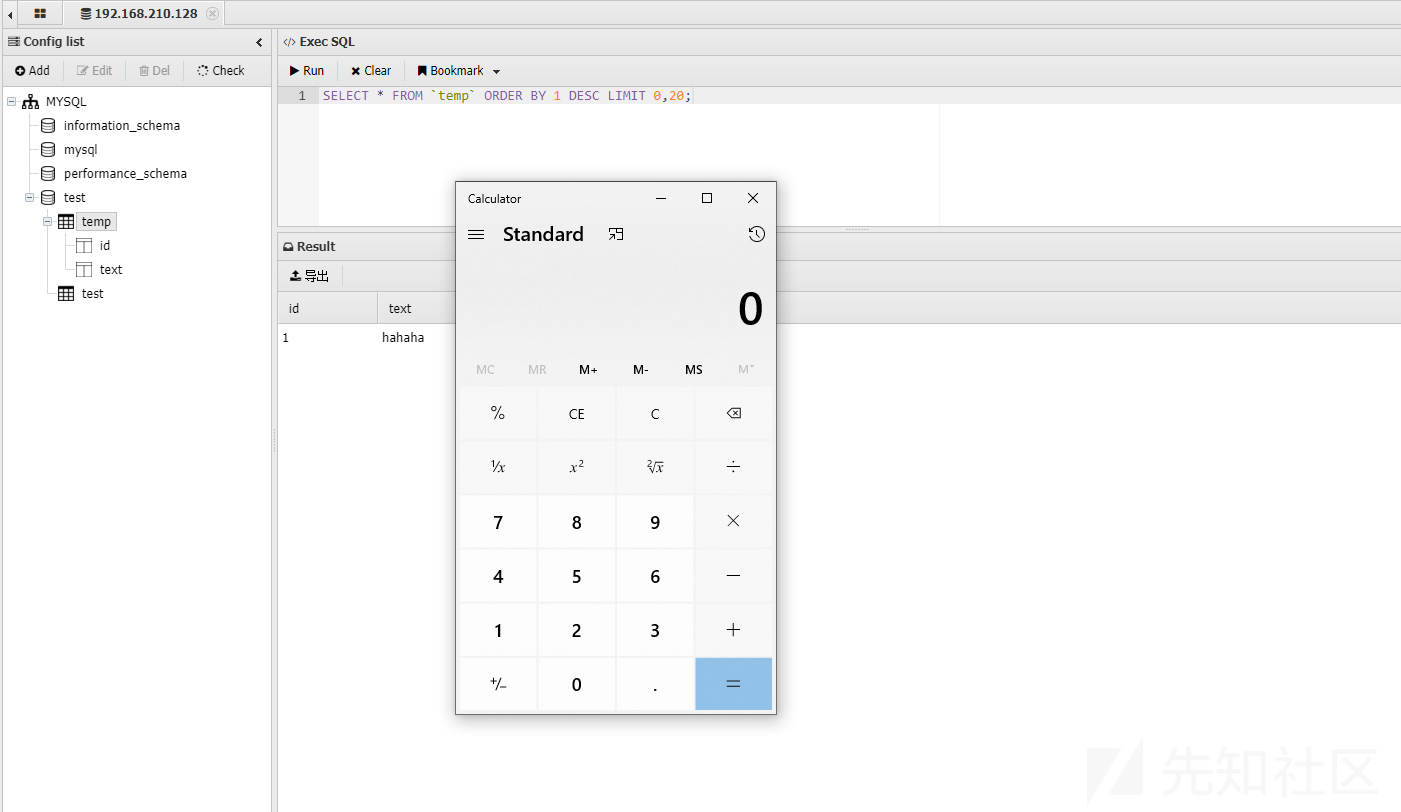 192.168.210.128
Config list
Add Edit Del Check
MYSQL
information_schema
mysql
performance_schema
test
temp
id
text
test
</> Exec SQL
Run Clear Bookmark
1 SELECT * FROM `temp` ORDER BY 1 DESC LIMIT 0,20;
Result
导出
id text
1 hahaha
Calculator
Standard
0
MC MR M+ M- MS M˅
% CE C
⅟x x² ²√x ÷
7 8 9 ×
4 5 6 −
1 2 3 +
+/− 0 . =
先知社区